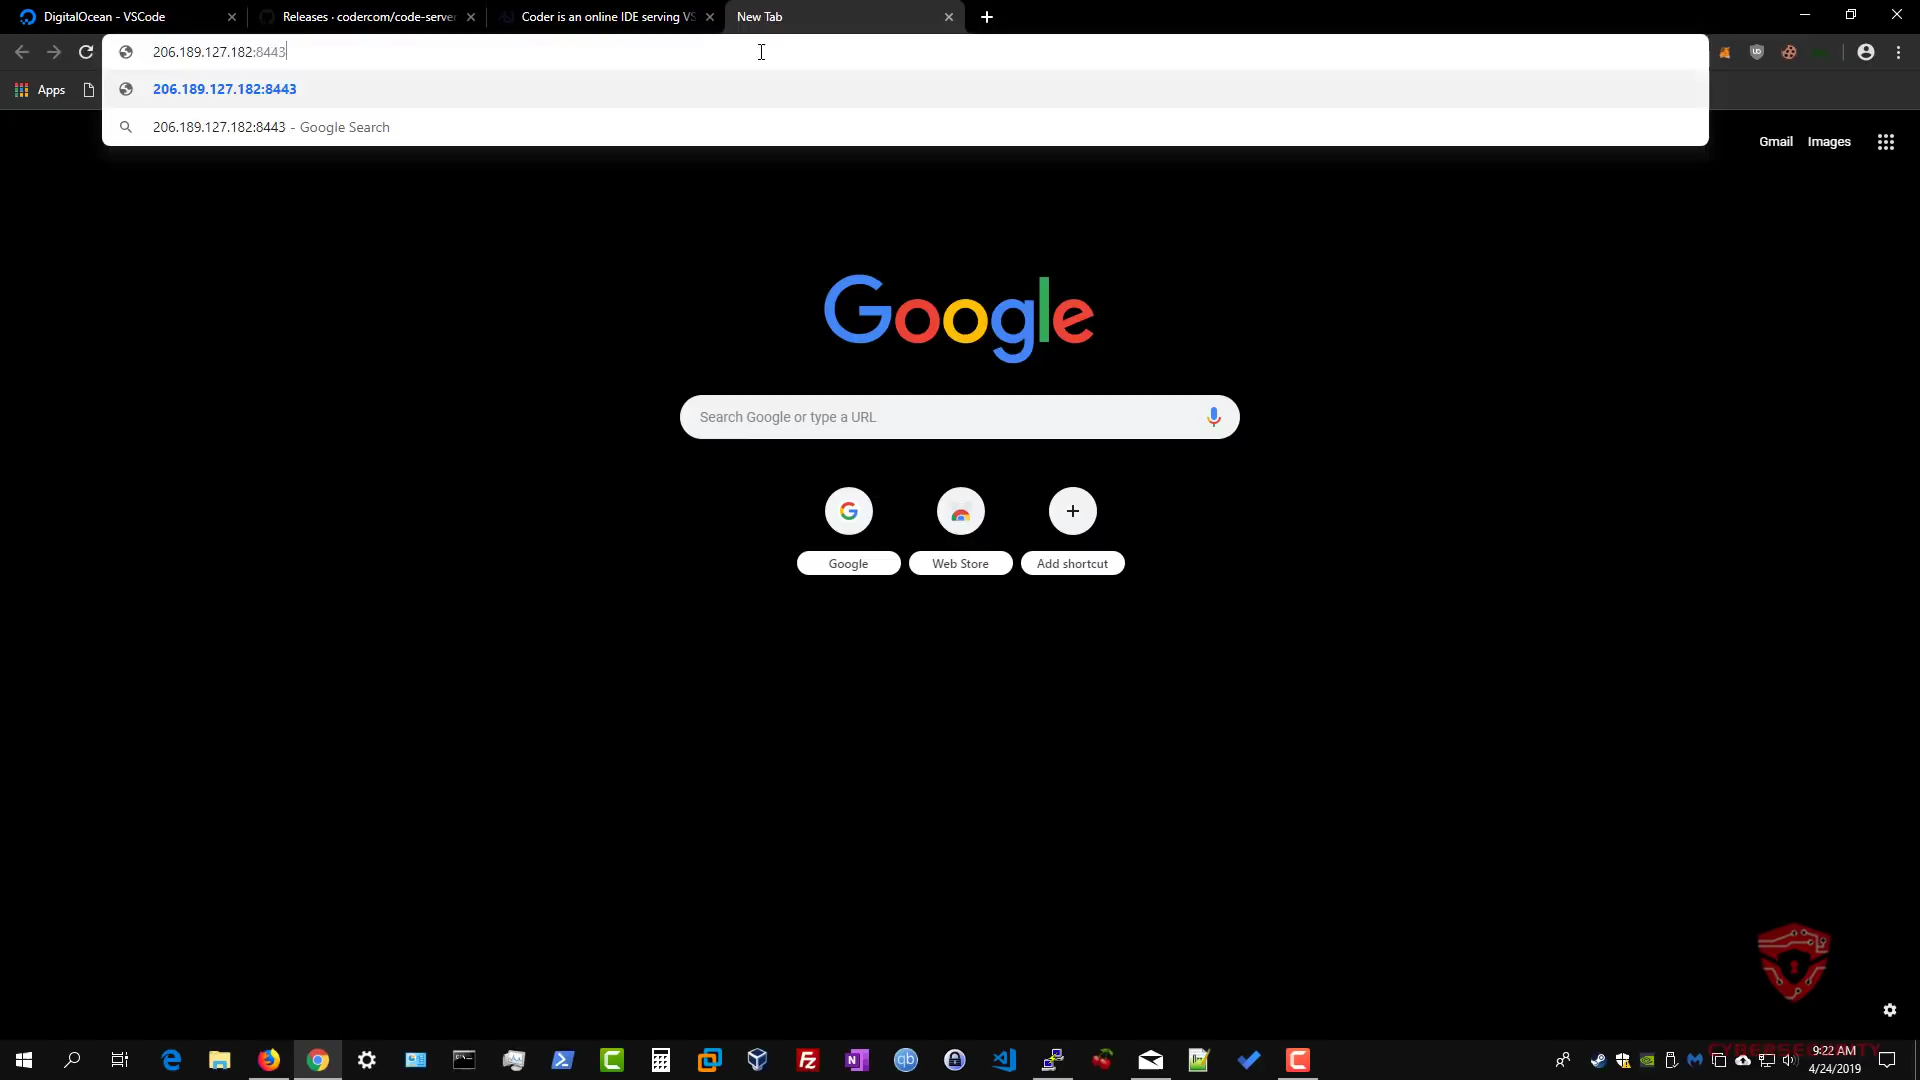 DigitalOcean - VSCode
Releases · codercom/code-server
Coder is an online IDE serving VS
New Tab
206.189.127.182:8443
Apps
206.189.127.182:8443
206.189.127.182:8443 - Google Search
Gmail
Images
Google
Search Google or type a URL
Google
Web Store
Add shortcut
CYBERSECURITY
9:22 AM
4/24/2019